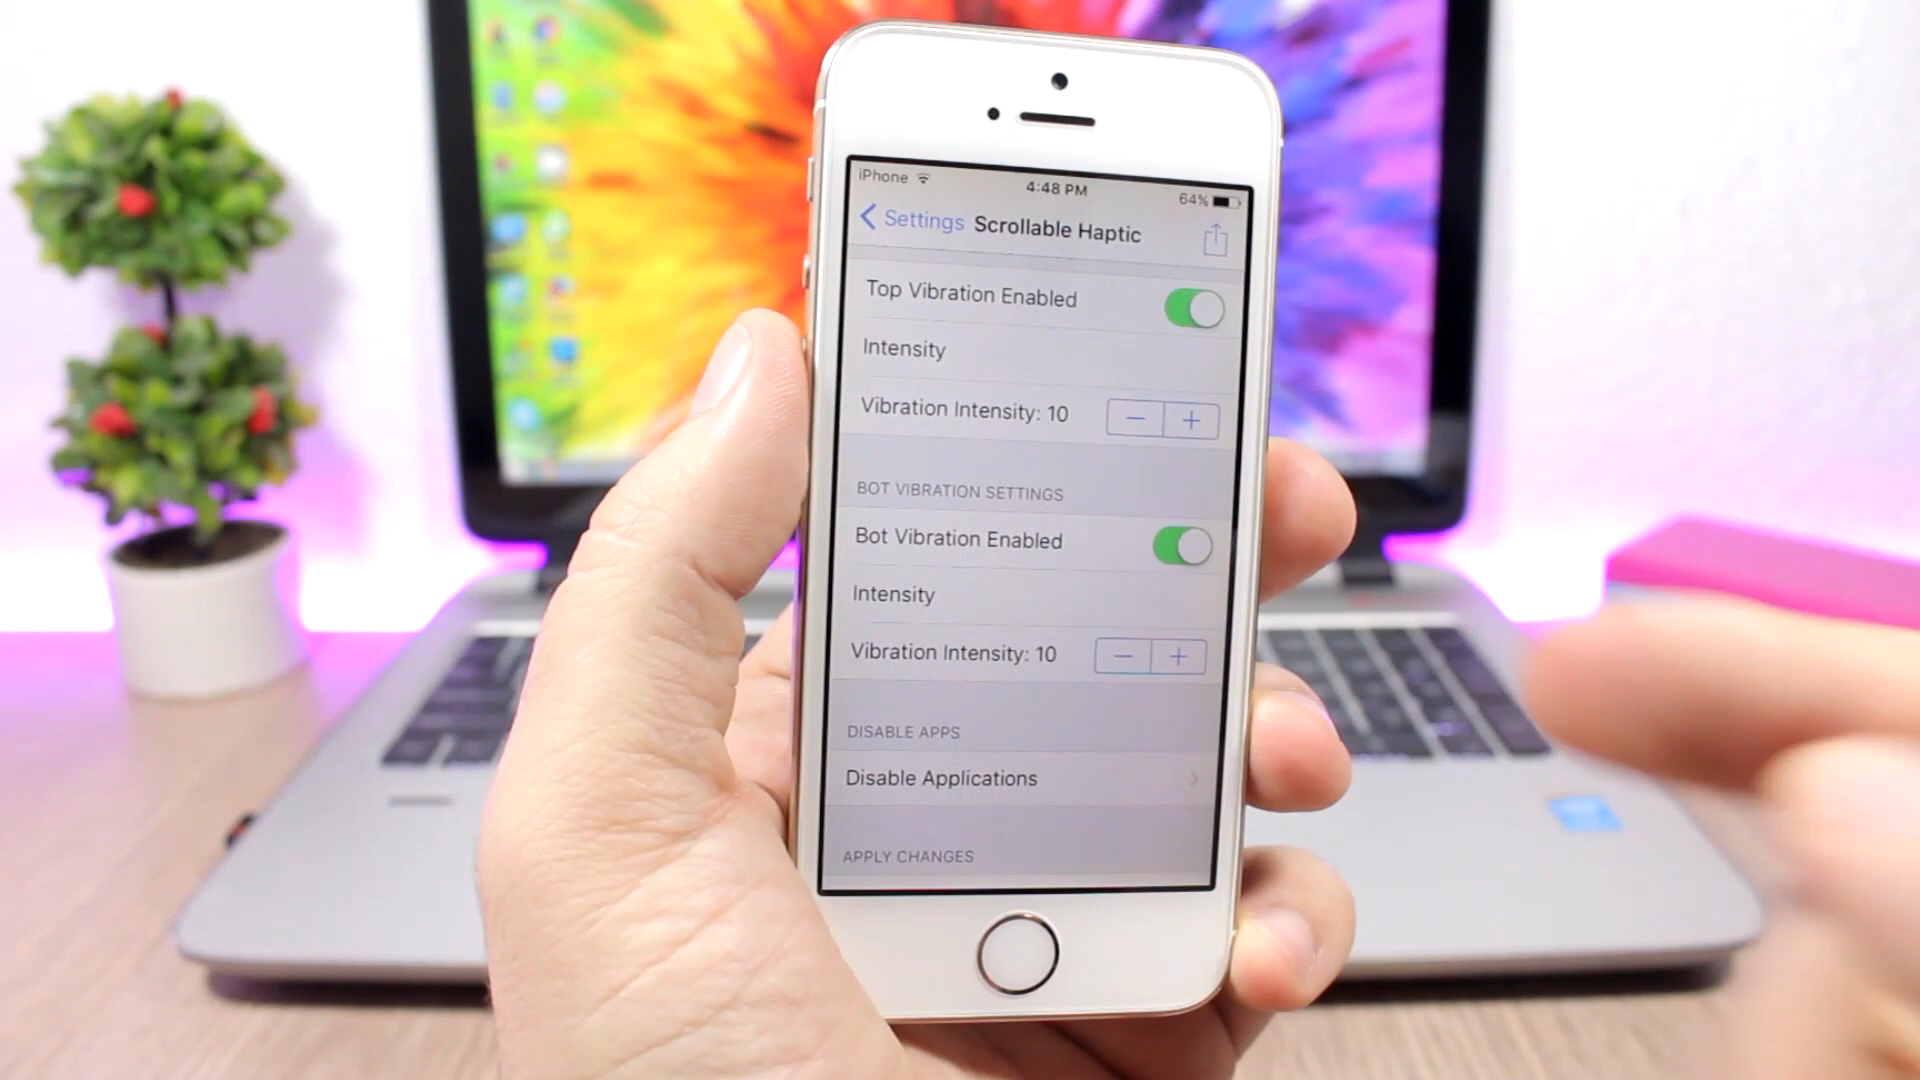 iPhone 4:48 PM 64%
Settings Scrollable Haptic
Top Vibration Enabled
Intensity
Vibration Intensity: 10 − +
BOT VIBRATION SETTINGS
Bot Vibration Enabled
Intensity
Vibration Intensity: 10 − +
DISABLE APPS
Disable Applications
APPLY CHANGES